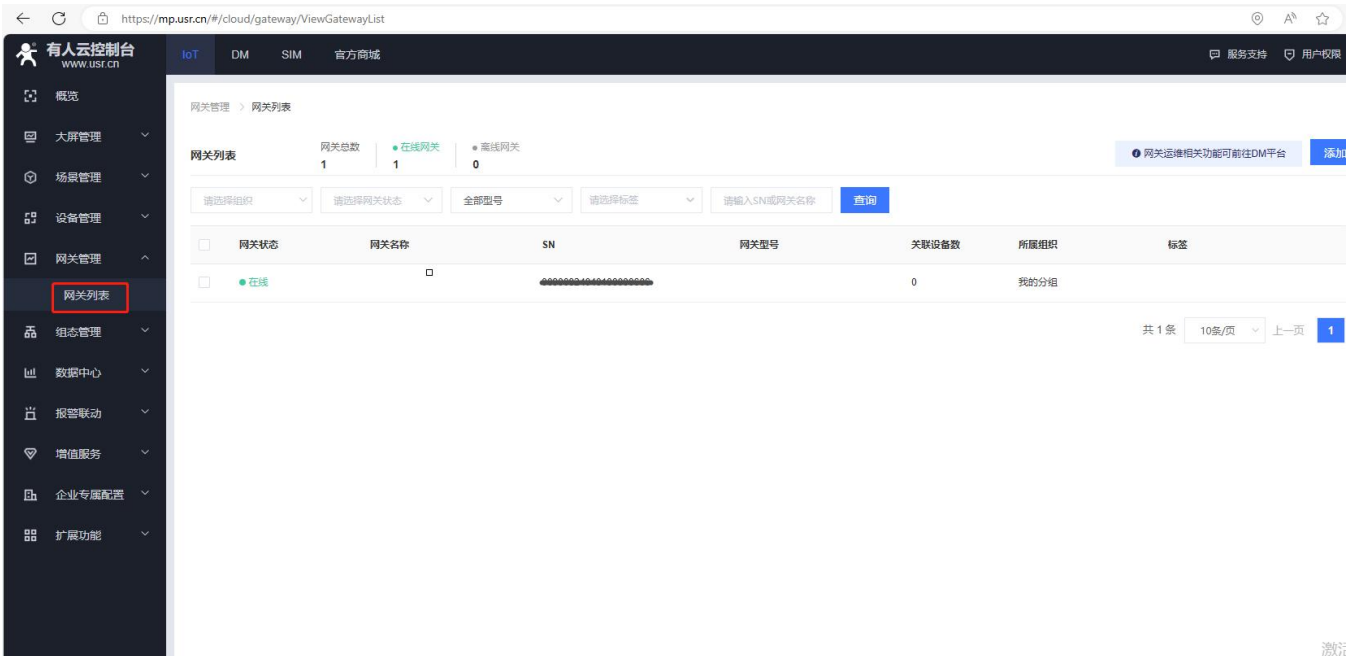 https://mp.usr.cn/#/cloud/gateway/ViewGatewayList
有人云控制台
www.usr.cn
IoT DM SIM 官方商城
服务支持 用户权限
概览
大屏管理
场景管理
设备管理
网关管理
网关列表
组态管理
数据中心
报警联动
增值服务
企业专属配置
扩展功能
网关管理 > 网关列表
网关列表
网关总数 在线网关 离线网关
1 1 0
网关运维相关功能可前往DM平台
添加
请选择组织 请选择网关状态 全部型号 请选择标签 请输入SN或网关名称 查询
网关状态 网关名称 SN 网关型号 关联设备数 所属组织 标签
在线 0 我的分组
共 1 条 10条/页 上一页 1
激活